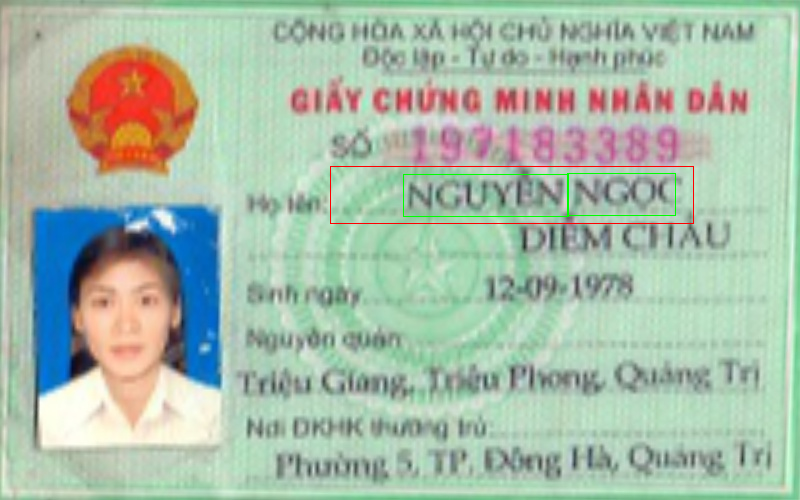 CỘNG HÒA XÃ HỘI CHỦ NGHĨA VIỆT NAM
Độc lập - Tự do - Hạnh phúc
GIẤY CHỨNG MINH NHÂN DÂN
SỐ 197183389
Họ tên: NGUYỄN NGỌC
DIỄM CHÂU
Sinh ngày 12-09-1978
Nguyên quán:
Triệu Giang, Triệu Phong, Quảng Trị
Nơi ĐKHK thường trú:
Phường 5, TP. Đông Hà, Quảng Trị